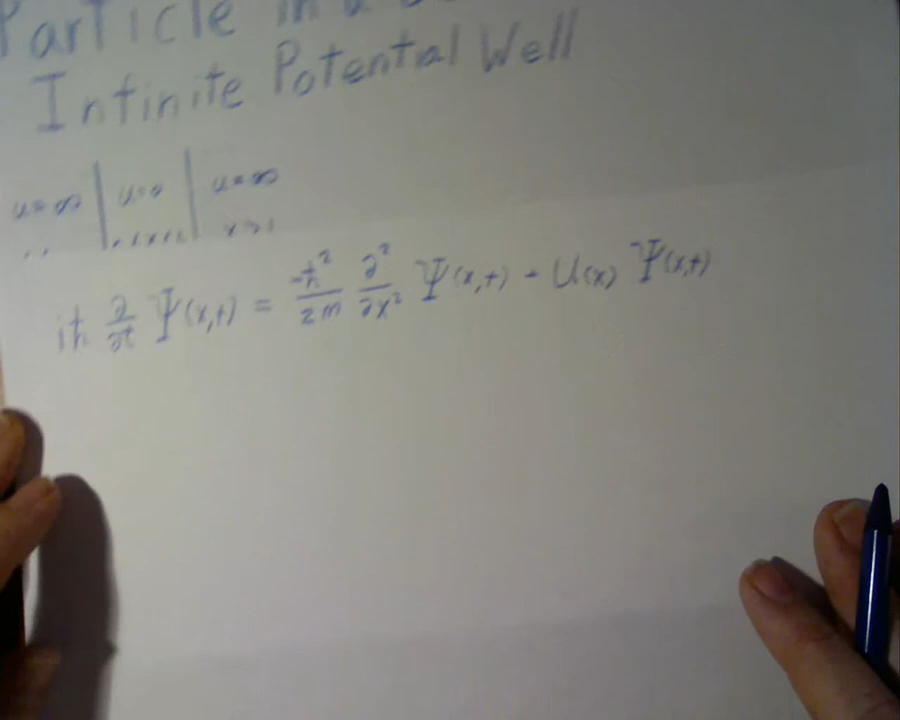 Particle in a
Infinite Potential Well
u=∞ | u=0 | u=∞
iħ ∂/∂t Ψ(x,t) = -ħ²/2m ∂²/∂x² Ψ(x,t) - U(x) Ψ(x,t)